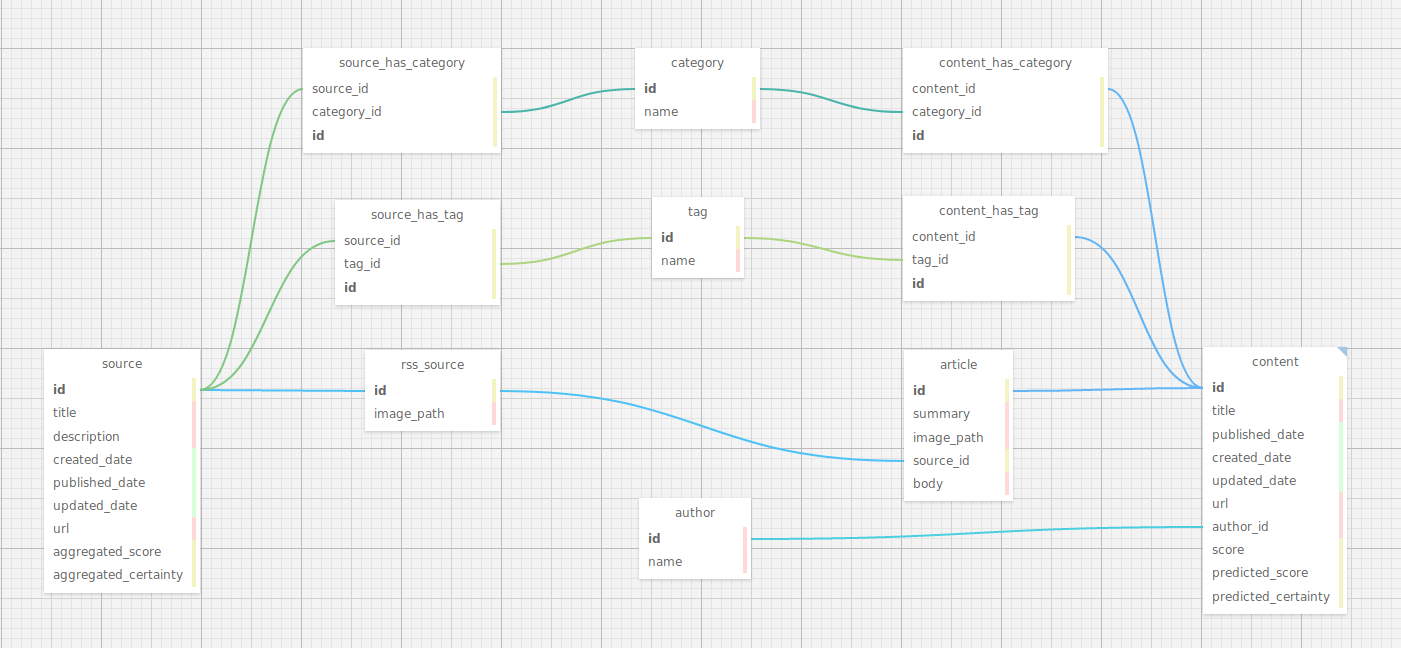 source_has_category
source_id
category_id
id
category
id
name
content_has_category
content_id
category_id
id
source_has_tag
source_id
tag_id
id
tag
id
name
content_has_tag
content_id
tag_id
id
source
id
title
description
created_date
published_date
updated_date
url
aggregated_score
aggregated_certainty
rss_source
id
image_path
article
id
summary
image_path
source_id
body
content
id
title
published_date
created_date
updated_date
url
author_id
score
predicted_score
predicted_certainty
author
id
name